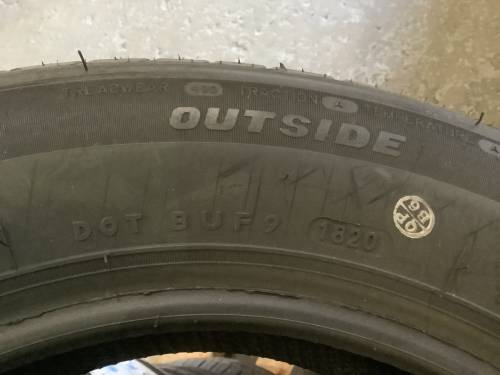 TREADWEAR TRACTION A TEMPERATURE A
OUTSIDE
DOT BUF9 1820